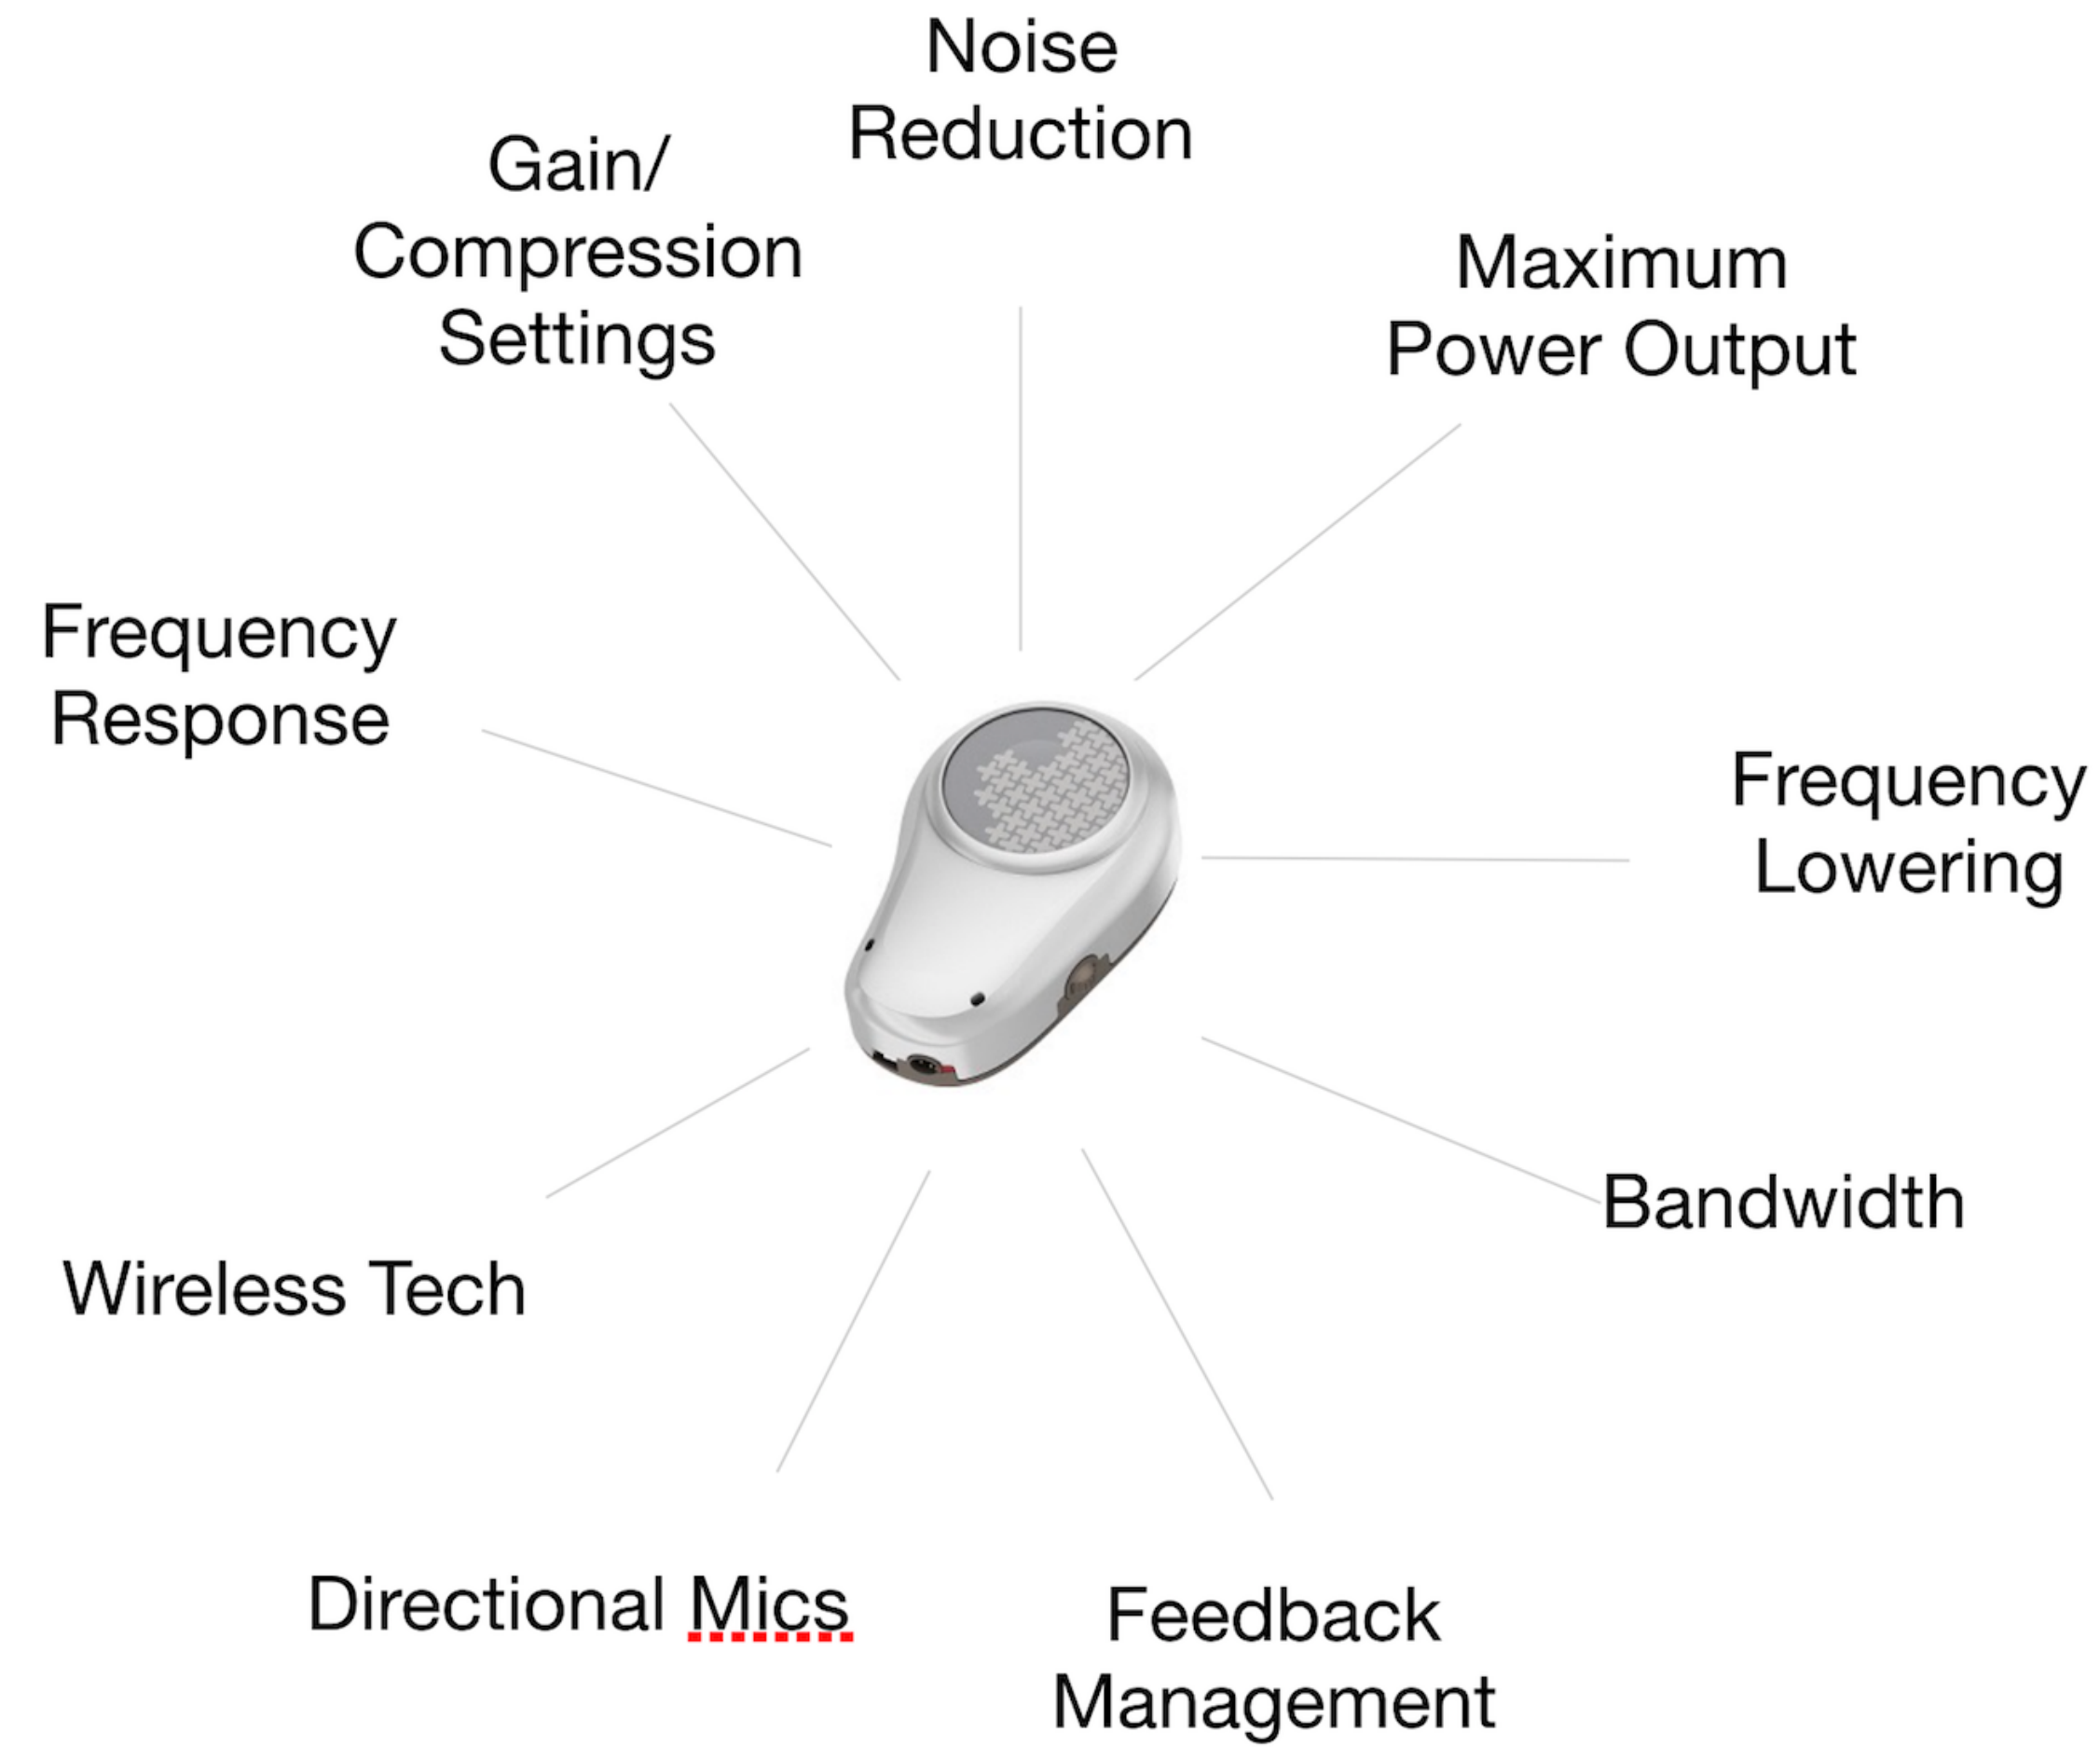 Noise
Reduction
Gain/
Compression
Settings
Maximum
Power Output
Frequency
Response
Frequency
Lowering
Bandwidth
Wireless Tech
Directional Mics
Feedback
Management